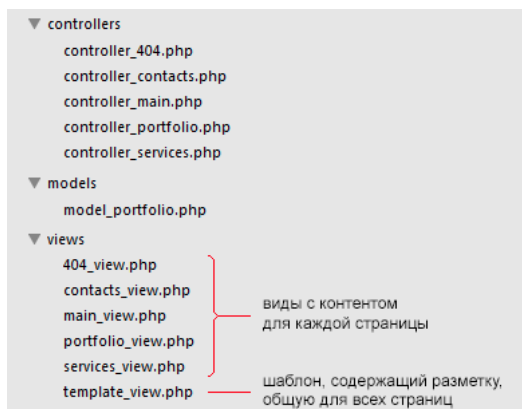 controllers
controller_404.php
controller_contacts.php
controller_main.php
controller_portfolio.php
controller_services.php
models
model_portfolio.php
views
404_view.php
contacts_view.php
main_view.php
portfolio_view.php
services_view.php
виды с контентом
для каждой страницы
template_view.php
шаблон, содержащий разметку,
общую для всех страниц